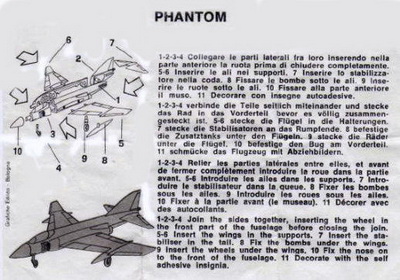 PHANTOM
1-2-3-4 Collegare le parti laterali fra loro inserendo nella
parte anteriore la ruota prima di chiudere completamente.
5-6 Inserire le ali nei supporti. 7 Inserire lo stabilizza-
tore nella coda. 8 Fissare le bombe sotto le ali. 9 Inse-
rire le ruote sotto le ali. 10 Fissare alla parte anteriore
il muso. 11 Decorare con insegne autoadesive.
1-2-3-4 verbinde die Teile seitlich miteinander und stecke
das Rad in das Vorderteil bevor es völlig zusammen-
gesteckt ist. 5-6 stecke die Flügel in die Halterungen.
7 stecke die Stabilisatoren an das Rumpfende. 8 befestige
die Zusatztanks unter den Flügeln. 9 stecke die Räder
unter die Flügel. 10 befestige den Bug am Vorderteil.
11 schmücke das Flugzeug mit Abziehbildern.
1-2-3-4 Relier les parties latérales entre elles, et avant
de fermer complètement introduire la roue dans la partie
avant. 5-6 Introduire les ailes dans les supports. 7 Intro-
duire le stabilisateur dans la queue. 8 Fixer les bombes
sous les ailes. 9 Introduire les roues sous les ailes.
10 Fixer à la partie avant (le museau). 11 Décorer avec
des autocollants.
1-2-3-4 Join the sides together, inserting the wheel in
the front part of the fuselage before closing the join.
5-6 Insert the wings in the supports. 7 Insert the sta-
biliser in the tail. 8 Fix the bombs under the wings.
9 Insert the wheels under the wings. 10 Fix the nose on
to the front of the fuselage. 11 Decorate with the self
adhesive insignia.
6
5
7
2
10
4
1
8
9
3
Bologna